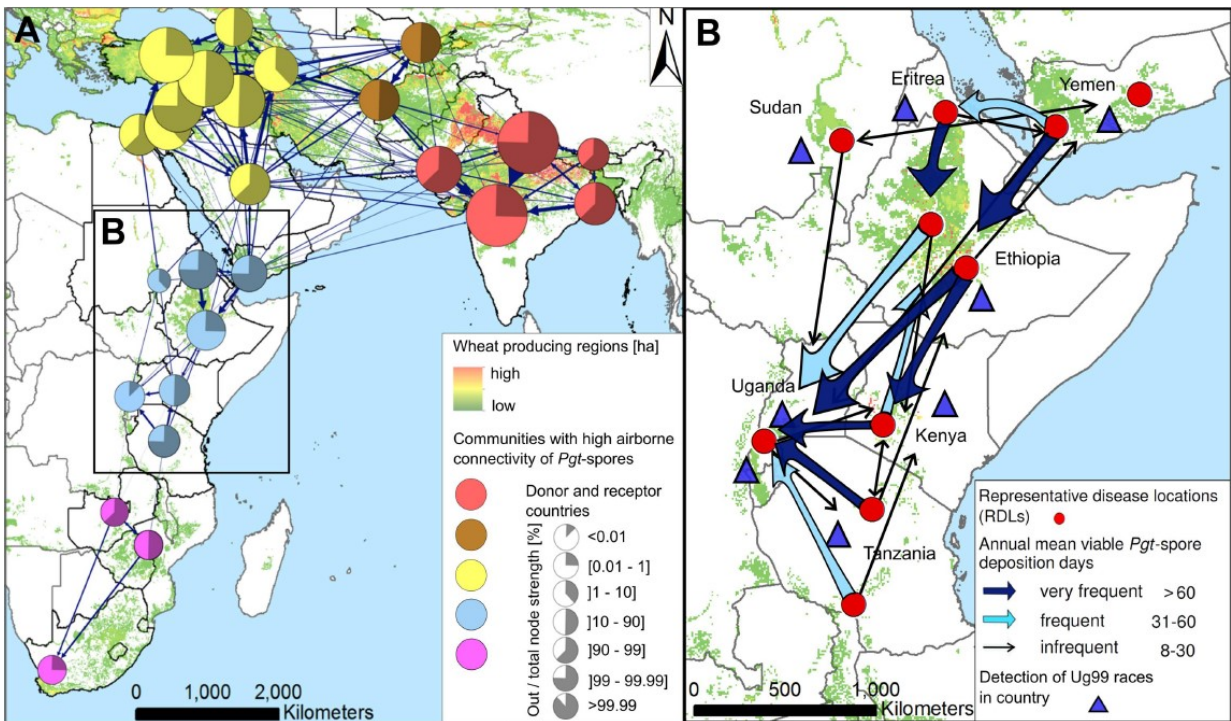 A
N
B
Wheat producing regions [ha]
high
low
Communities with high airborne
connectivity of Pgt-spores
Donor and receptor
countries
Out / total node strength [%]
<0.01
[0.01 - 1]
]1 - 10]
]10 - 90]
]90 - 99]
]99 - 99.99]
>99.99
0 1,000 2,000
Kilometers
B
Eritrea
Yemen
Sudan
Ethiopia
Uganda
Kenya
Tanzania
Representative disease locations
(RDLs)
Annual mean viable Pgt-spore
deposition days
very frequent >60
frequent 31-60
infrequent 8-30
Detection of Ug99 races
in country
0 500 1,000
Kilometers